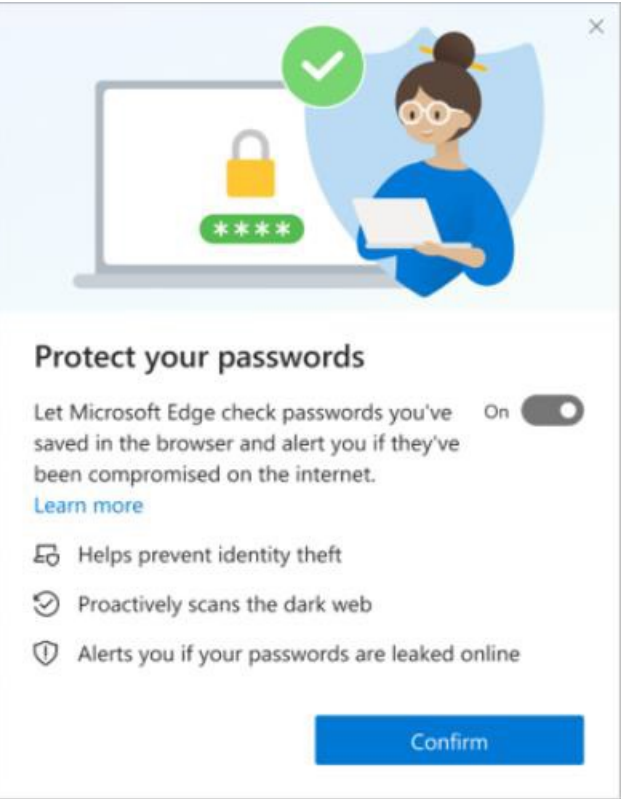 ****
Protect your passwords
Let Microsoft Edge check passwords you've
On
saved in the browser and alert you if they've
been compromised on the internet.
Learn more
Helps prevent identity theft
Proactively scans the dark web
Alerts you if your passwords are leaked online
Confirm